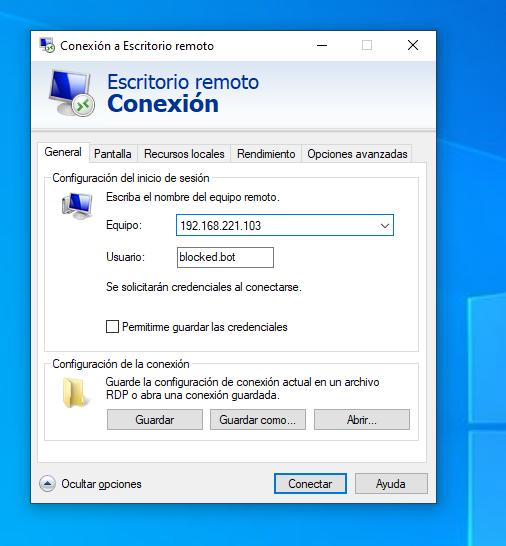 Conexión a Escritorio remoto
Escritorio remoto
Conexión
General Pantalla Recursos locales Rendimiento Opciones avanzadas
Configuración del inicio de sesión
Escriba el nombre del equipo remoto.
Equipo: 192.168.221.103
Usuario: blocked.bot
Se solicitarán credenciales al conectarse.
Permitirme guardar las credenciales
Configuración de la conexión
Guarde la configuración de conexión actual en un archivo
RDP o abra una conexión guardada.
Guardar Guardar como... Abrir...
Ocultar opciones Conectar Ayuda